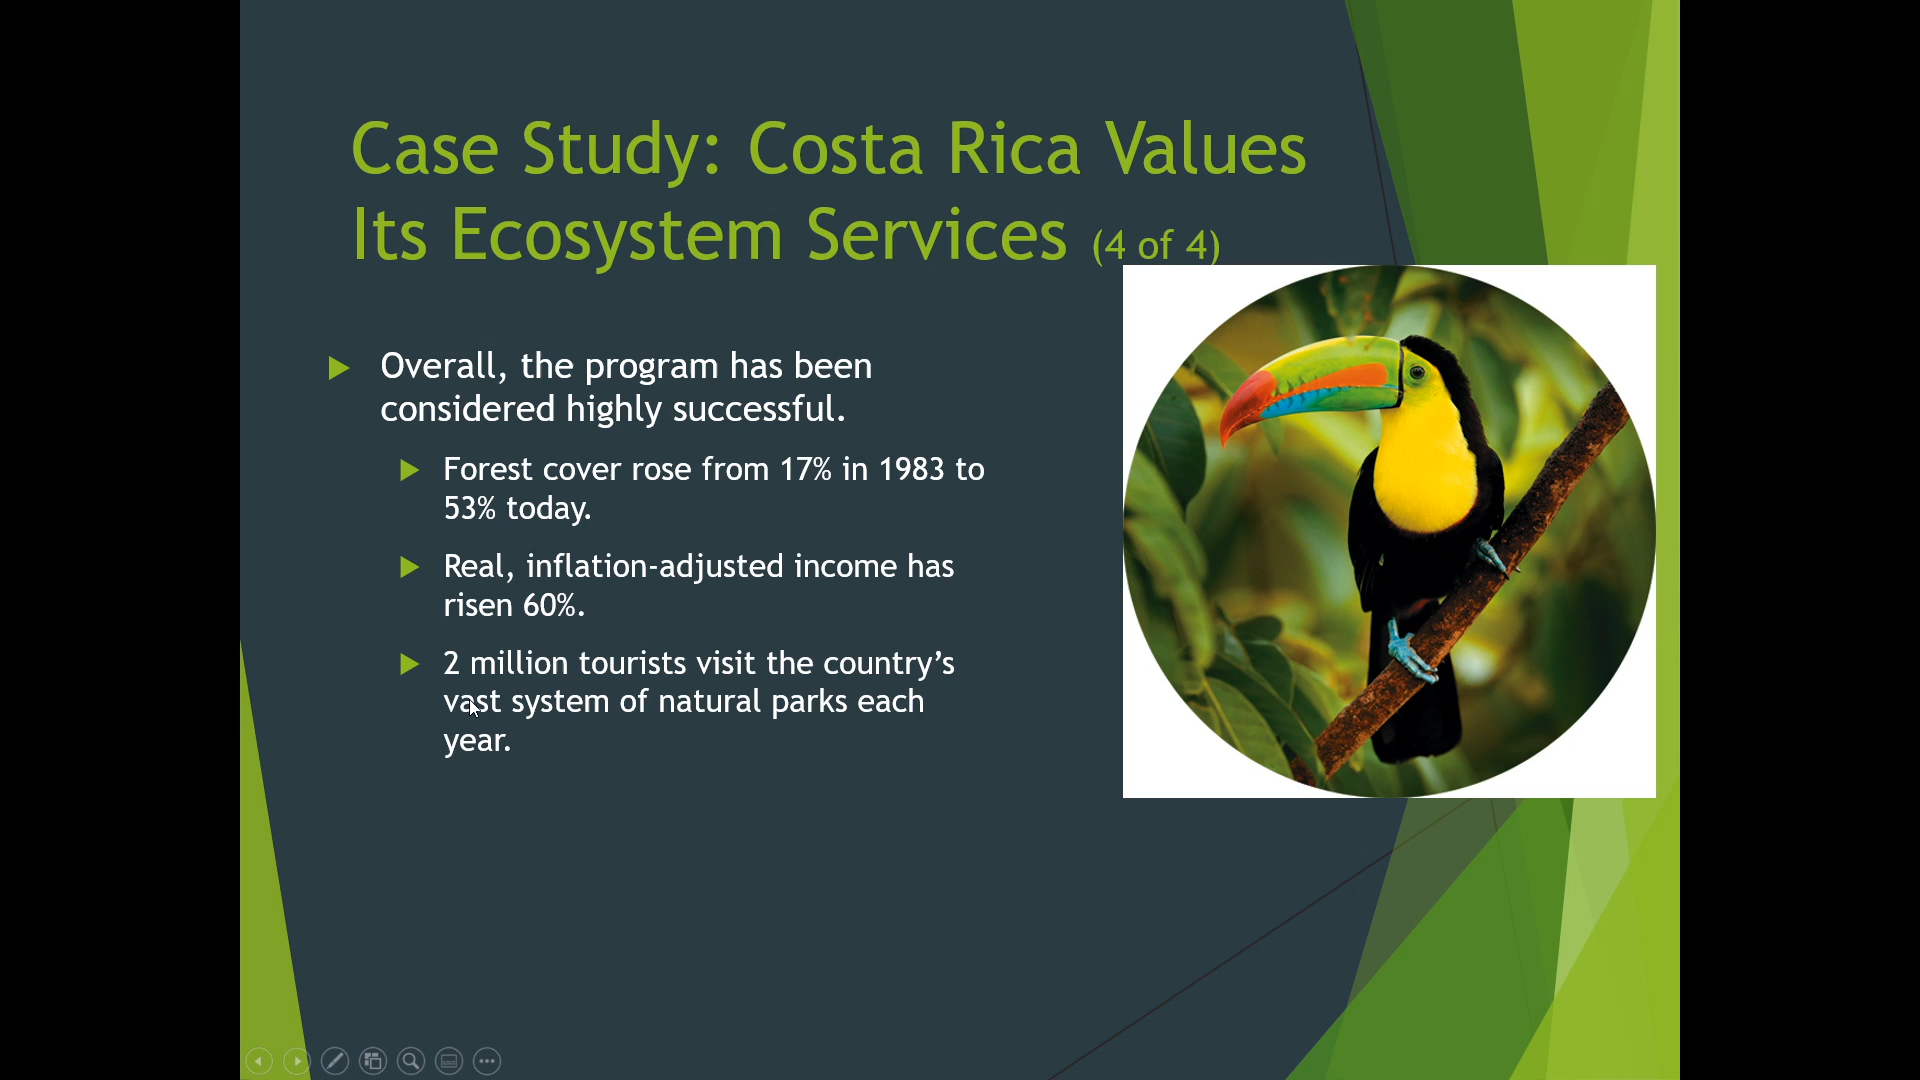 Case Study: Costa Rica Values
Its Ecosystem Services (4 of 4)
Overall, the program has been
considered highly successful.
Forest cover rose from 17% in 1983 to
53% today.
Real, inflation-adjusted income has
risen 60%.
2 million tourists visit the country’s
vast system of natural parks each
year.